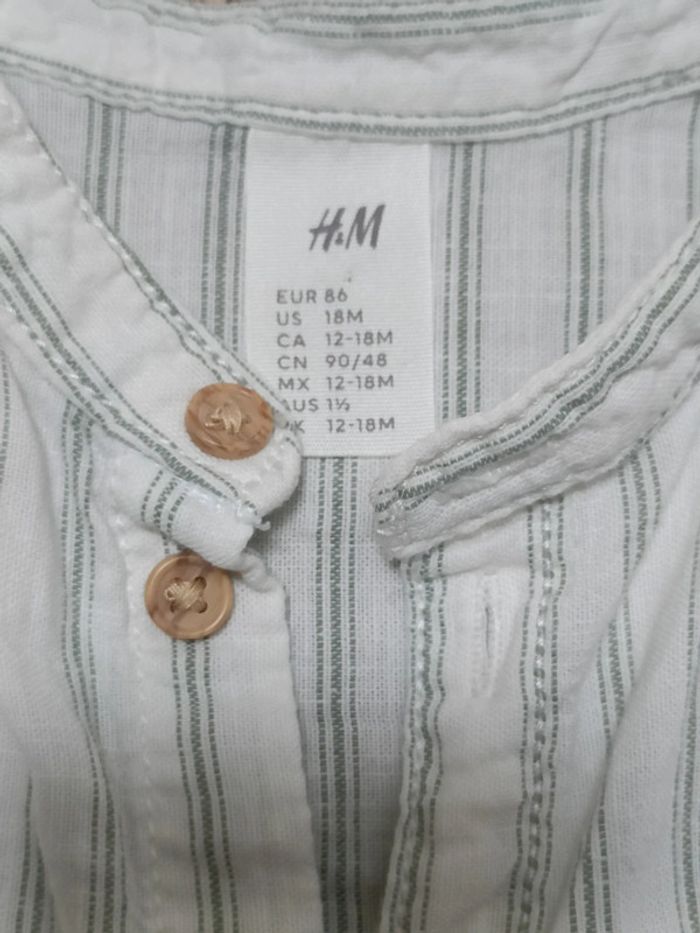 H&M
EUR 86
US 18M
CA 12-18M
CN 90/48
MX 12-18M
AUS 1½
K 12-18M